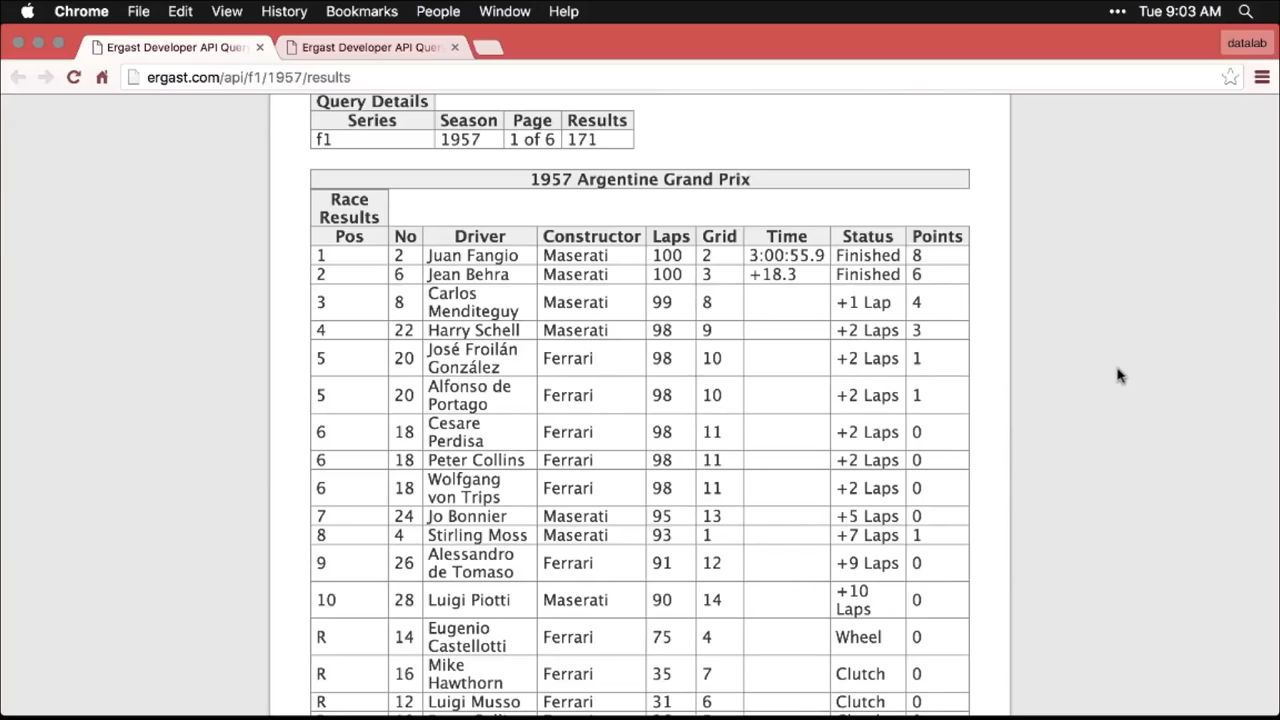 Chrome File Edit View History Bookmarks People Window Help ••• Tue 9:03 AM
Ergast Developer API Quer × Ergast Developer API Quer × datalab
ergast.com/api/f1/1957/results
Query Details
Series Season Page Results
f1 1957 1 of 6 171
1957 Argentine Grand Prix
Race
Results
Pos No Driver Constructor Laps Grid Time Status Points
1 2 Juan Fangio Maserati 100 2 3:00:55.9 Finished 8
2 6 Jean Behra Maserati 100 3 +18.3 Finished 6
3 8 Carlos Menditeguy Maserati 99 8 +1 Lap 4
4 22 Harry Schell Maserati 98 9 +2 Laps 3
5 20 José Froilán González Ferrari 98 10 +2 Laps 1
5 20 Alfonso de Portago Ferrari 98 10 +2 Laps 1
6 18 Cesare Perdisa Ferrari 98 11 +2 Laps 0
6 18 Peter Collins Ferrari 98 11 +2 Laps 0
6 18 Wolfgang von Trips Ferrari 98 11 +2 Laps 0
7 24 Jo Bonnier Maserati 95 13 +5 Laps 0
8 4 Stirling Moss Maserati 93 1 +7 Laps 1
9 26 Alessandro de Tomaso Ferrari 91 12 +9 Laps 0
10 28 Luigi Piotti Maserati 90 14 +10 Laps 0
R 14 Eugenio Castellotti Ferrari 75 4 Wheel 0
R 16 Mike Hawthorn Ferrari 35 7 Clutch 0
R 12 Luigi Musso Ferrari 31 6 Clutch 0